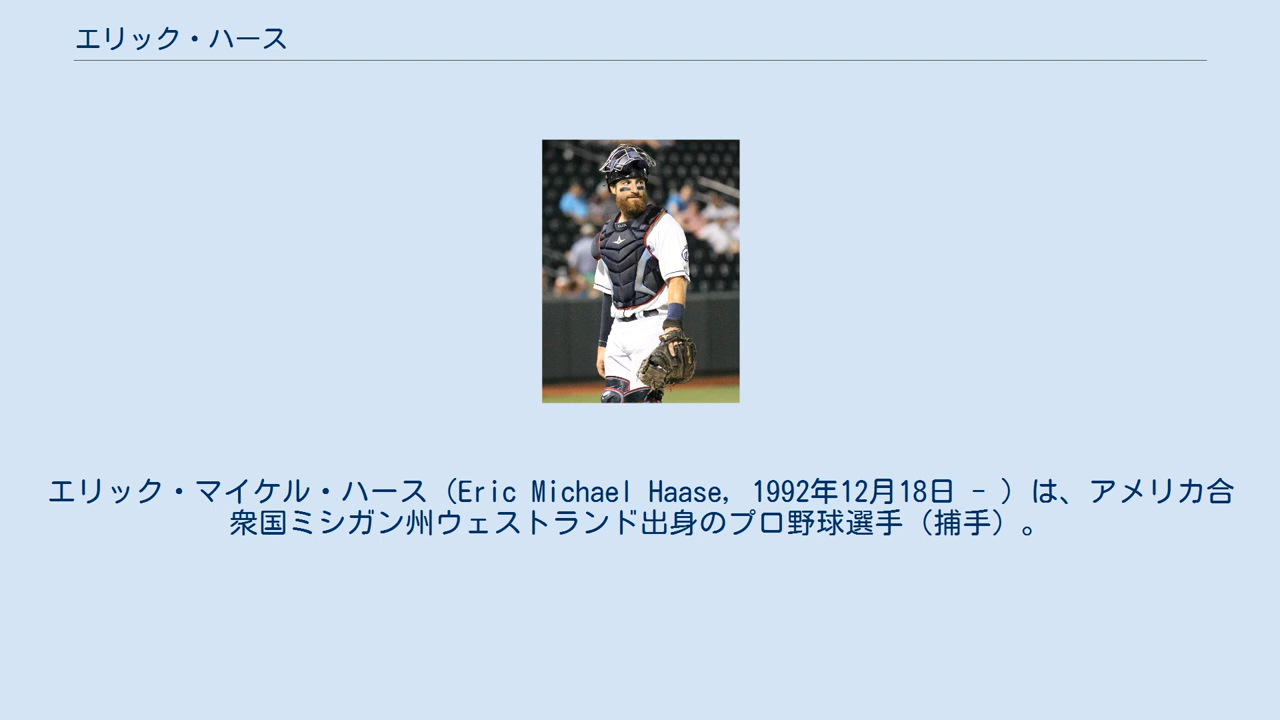 エリック・ハース
エリック・マイケル・ハース（Eric Michael Haase, 1992年12月18日 - ）は、アメリカ合
衆国ミシガン州ウェストランド出身のプロ野球選手（捕手）。